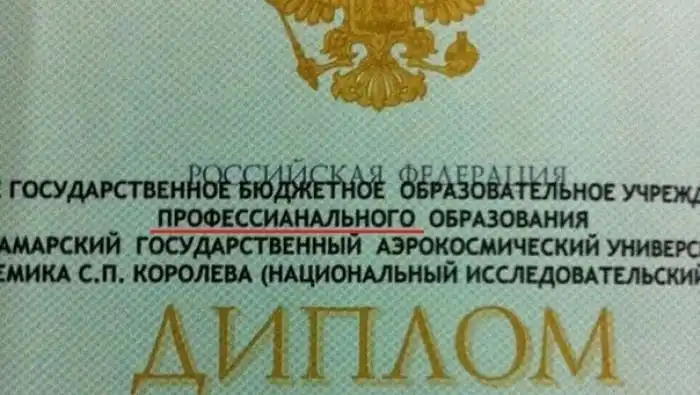 РОССИЙСКАЯ ФЕДЕРАЦИЯ
Е ГОСУДАРСТВЕННОЕ БЮДЖЕТНОЕ ОБРАЗОВАТЕЛЬНОЕ УЧРЕЖД
ПРОФЕССИАНАЛЬНОГО ОБРАЗОВАНИЯ
АМАРСКИЙ ГОСУДАРСТВЕННЫЙ АЭРОКОСМИЧЕСКИЙ УНИВЕРС
ЕМИКА С.П. КОРОЛЕВА (НАЦИОНАЛЬНЫЙ ИССЛЕДОВАТЕЛЬСКИЙ
ДИПЛОМ